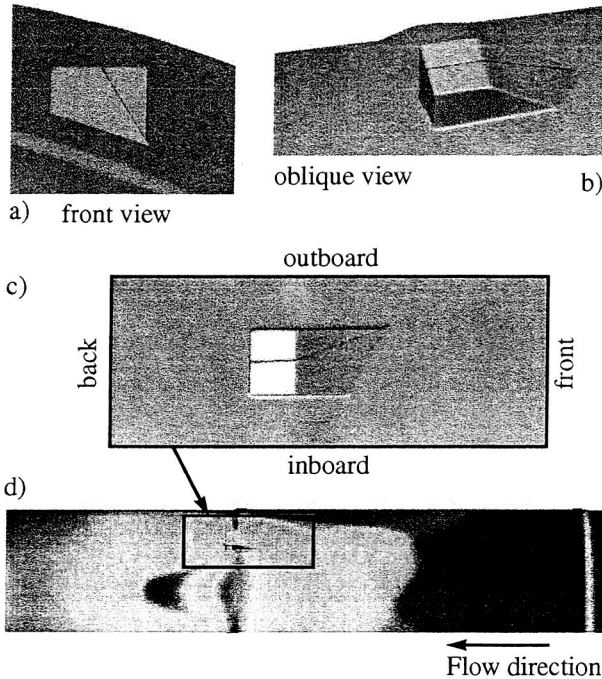 a)
front view
oblique view
b)
c)
outboard
back
front
inboard
d)
Flow direction